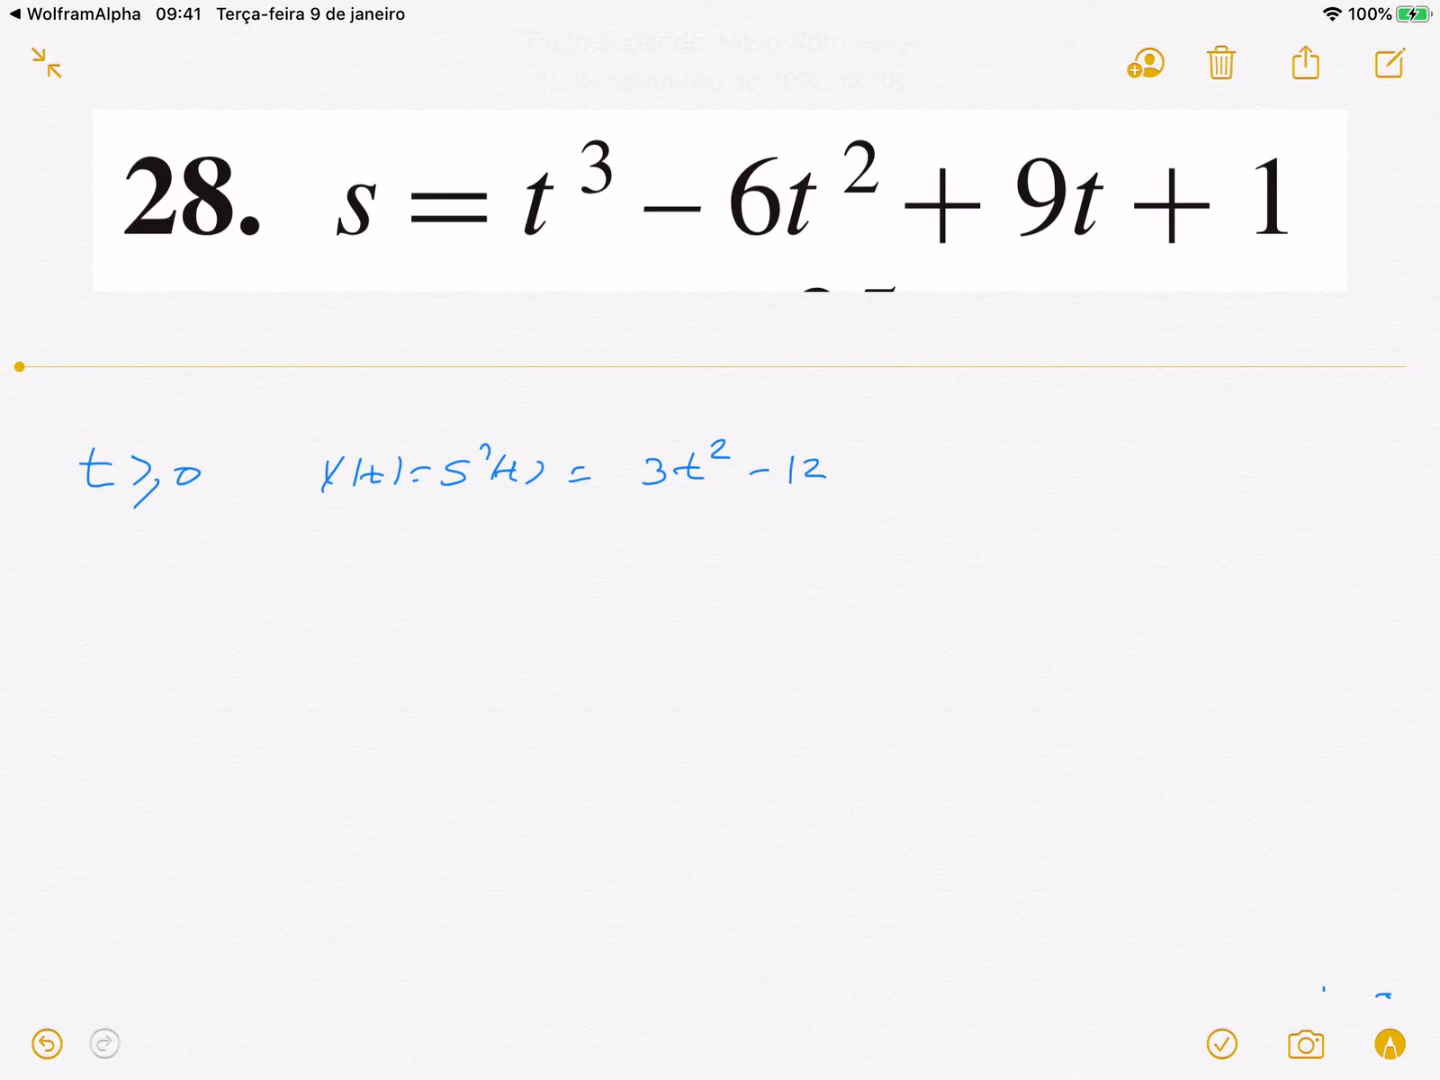 WolframAlpha 09:41 Terça-feira 9 de janeiro 100%
28. s = t³ – 6t² + 9t + 1
t ⩾ 0 v(t) = s'(t) = 3t² - 12